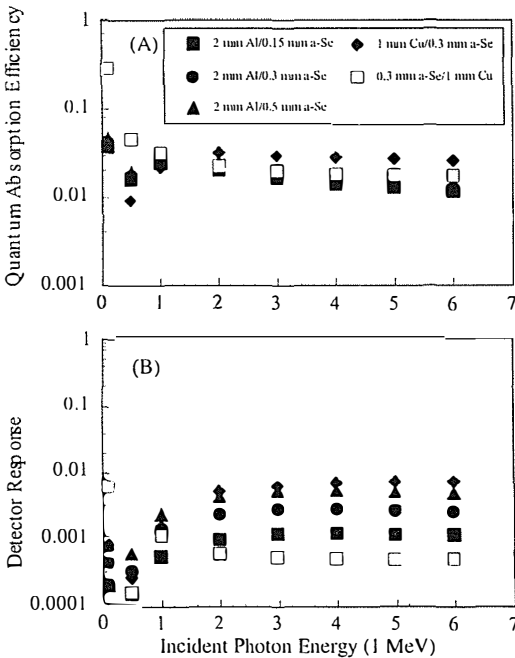 Quantum Absorption Efficiency
1
0.1
0.01
0.001
(A)
2 mm Al/0.15 mm a-Se
1 mm Cu/0.3 mm a-Se
2 mm Al/0.3 mm a-Se
0.3 mm a-Se/1 mm Cu
2 mm Al/0.5 mm a-Se
0 1 2 3 4 5 6 7
Detector Response
1
0.1
0.01
0.001
0.0001
(B)
0 1 2 3 4 5 6 7
Incident Photon Energy (1 MeV)